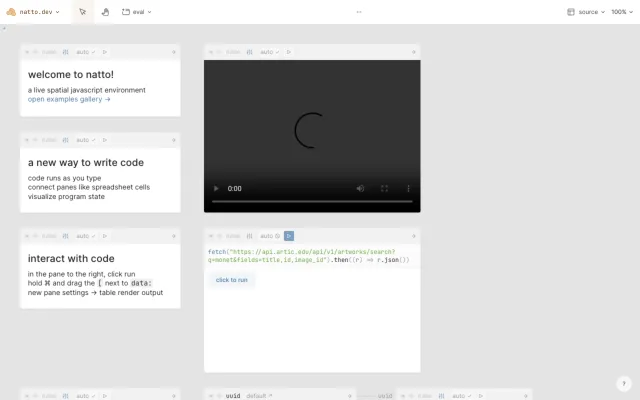 natto.dev
eval
source
100%
auto
welcome to natto!
a live spatial javascript environment
open examples gallery →
auto
0:00
auto
a new way to write code
code runs as you type
connect panes like spreadsheet cells
visualize program state
auto
interact with code
in the pane to the right, click run
hold ⌘ and drag the [ next to data:
new pane settings → table render output
auto
fetch("https://api.artic.edu/api/v1/artworks/search?
q=monet&fields=title,id,image_id").then((r) => r.json())
click to run
?
auto
uuid default
uuid
auto